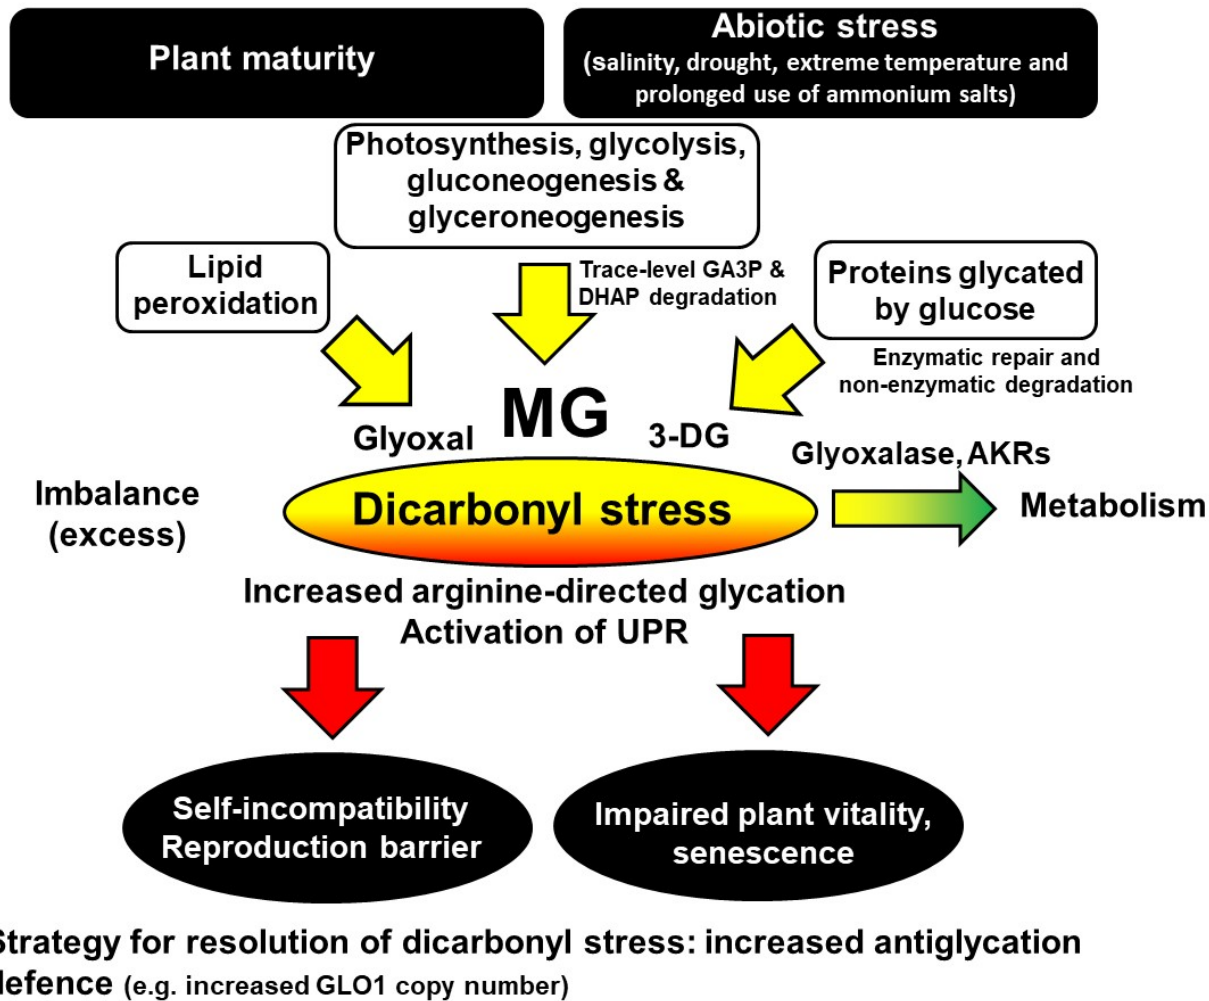 Plant maturity
Abiotic stress
(salinity, drought, extreme temperature and
prolonged use of ammonium salts)
Photosynthesis, glycolysis,
gluconeogenesis &
glyceroneogenesis
Lipid
peroxidation
Trace-level GA3P &
DHAP degradation
Proteins glycated
by glucose
Enzymatic repair and
non-enzymatic degradation
MG
Glyoxal
3-DG
Glyoxalase, AKRs
Imbalance
(excess)
Dicarbonyl stress
Metabolism
Increased arginine-directed glycation
Activation of UPR
Self-incompatibility
Reproduction barrier
Impaired plant vitality,
senescence
Strategy for resolution of dicarbonyl stress: increased antiglycation
defence (e.g. increased GLO1 copy number)